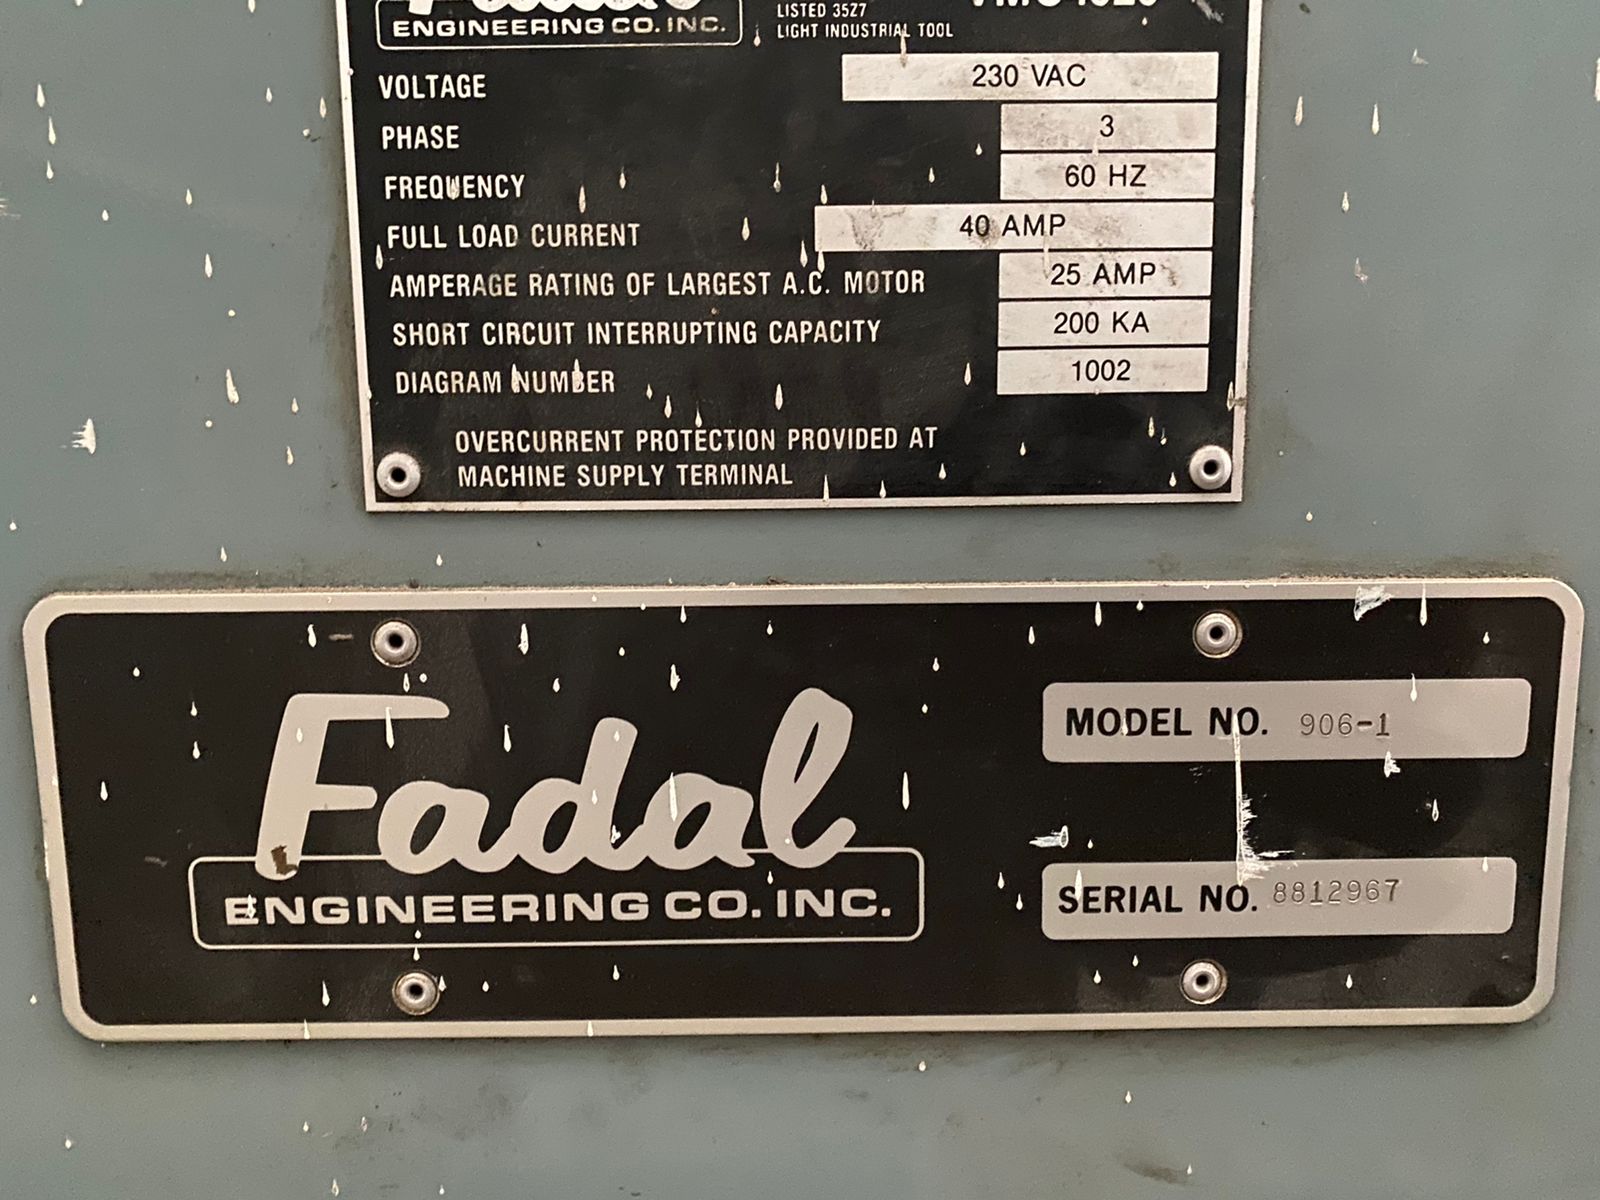 Fadal
LISTED 35Z7
ENGINEERING CO. INC.
LIGHT INDUSTRIAL TOOL
VOLTAGE 230 VAC
PHASE 3
FREQUENCY 60 HZ
FULL LOAD CURRENT 40 AMP
AMPERAGE RATING OF LARGEST A.C. MOTOR 25 AMP
SHORT CIRCUIT INTERRUPTING CAPACITY 200 KA
DIAGRAM NUMBER 1002
OVERCURRENT PROTECTION PROVIDED AT
MACHINE SUPPLY TERMINAL
Fadal
ENGINEERING CO. INC.
MODEL NO. 906-1
SERIAL NO. 8812967